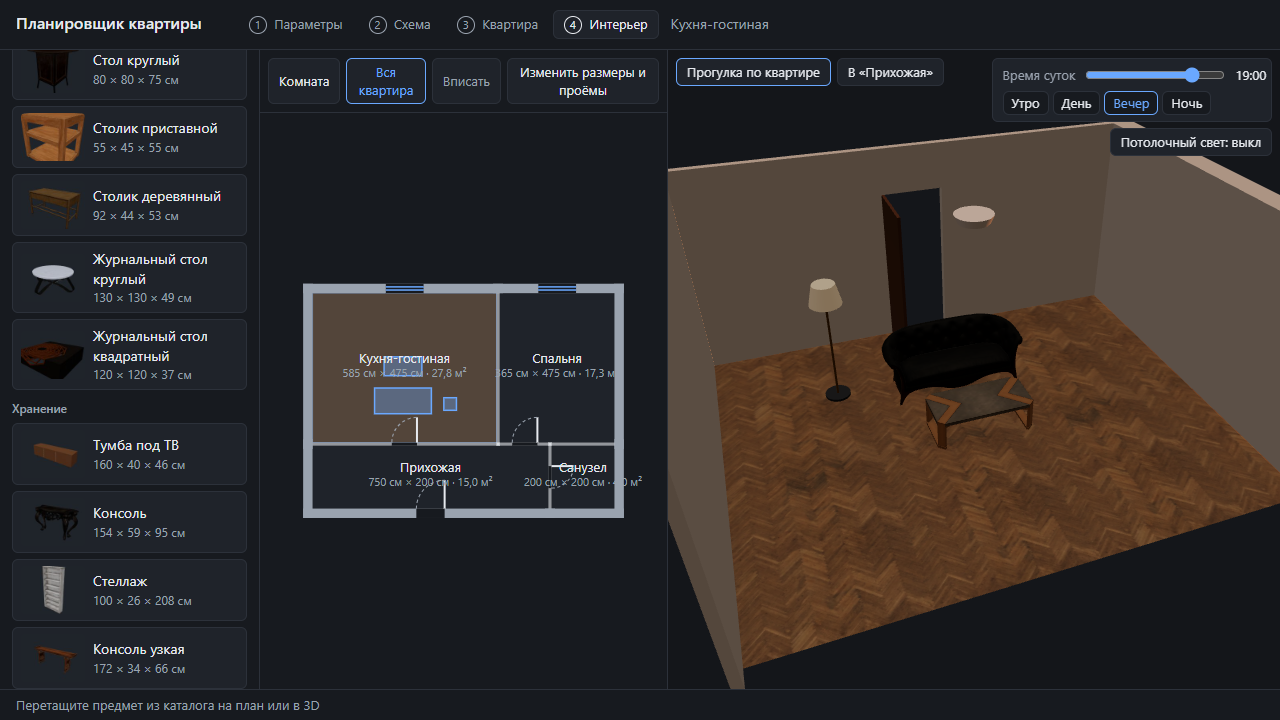 Планировщик квартиры
1 Параметры
2 Схема
3 Квартира
4 Интерьер
Кухня-гостиная
Стол круглый
80 × 80 × 75 см
Столик приставной
55 × 45 × 55 см
Столик деревянный
92 × 44 × 53 см
Журнальный стол
круглый
130 × 130 × 49 см
Журнальный стол
квадратный
120 × 120 × 37 см
Хранение
Тумба под ТВ
160 × 40 × 46 см
Консоль
154 × 59 × 95 см
Стеллаж
100 × 26 × 208 см
Консоль узкая
172 × 34 × 66 см
Комната
Вся
квартира
Вписать
Изменить размеры и
проёмы
Кухня-гостиная
585 см × 475 см · 27,8 м²
Спальня
365 см × 475 см · 17,3 м
Прихожая
750 см × 200 см · 15,0 м²
Санузел
200 см × 200 см · 4,0 м²
Прогулка по квартире
В «Прихожая»
Время суток
19:00
Утро
День
Вечер
Ночь
Потолочный свет: выкл
Перетащите предмет из каталога на план или в 3D